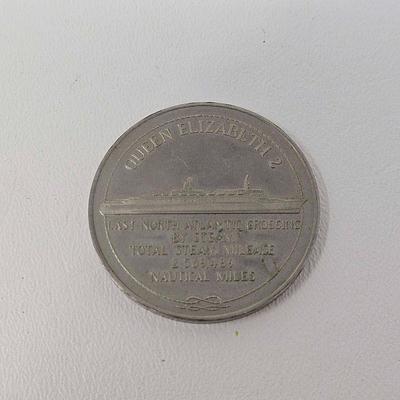 QUEEN ELIZABETH 2
LAST NORTH ATLANTIC CROSSING
BY STEAM
TOTAL STEAM MILEAGE
NAUTICAL MILES